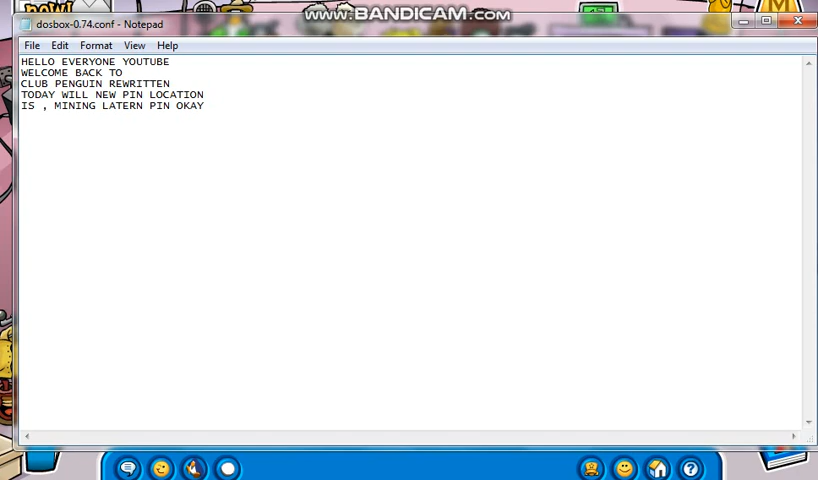 now!
www.BANDICAM.com
dosbox-0.74.conf - Notepad
File Edit Format View Help
HELLO EVERYONE YOUTUBE
WELCOME BACK TO
CLUB PENGUIN REWRITTEN
TODAY WILL NEW PIN LOCATION
IS , MINING LATERN PIN OKAY